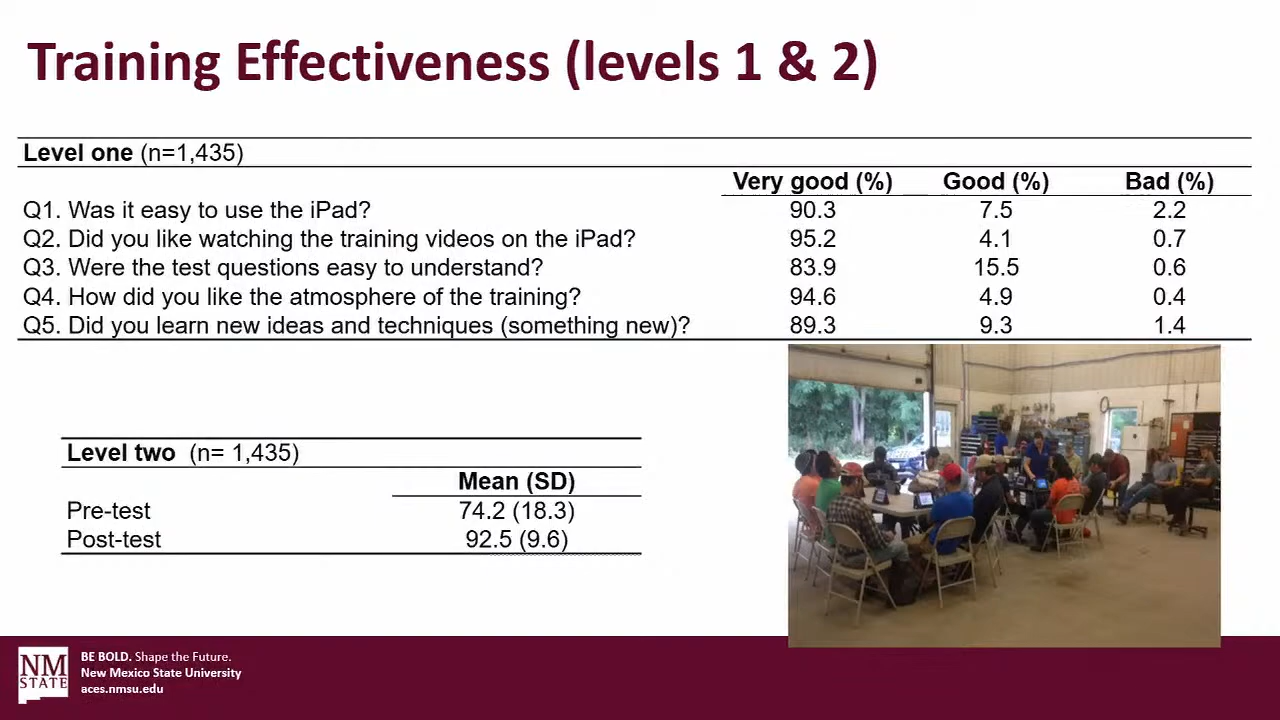 Training Effectiveness (levels 1 & 2)
Level one (n=1,435)
Very good (%) Good (%) Bad (%)
Q1. Was it easy to use the iPad? 90.3 7.5 2.2
Q2. Did you like watching the training videos on the iPad? 95.2 4.1 0.7
Q3. Were the test questions easy to understand? 83.9 15.5 0.6
Q4. How did you like the atmosphere of the training? 94.6 4.9 0.4
Q5. Did you learn new ideas and techniques (something new)? 89.3 9.3 1.4
Level two (n= 1,435)
Mean (SD)
Pre-test 74.2 (18.3)
Post-test 92.5 (9.6)
NM
STATE
BE BOLD. Shape the Future.
New Mexico State University
aces.nmsu.edu